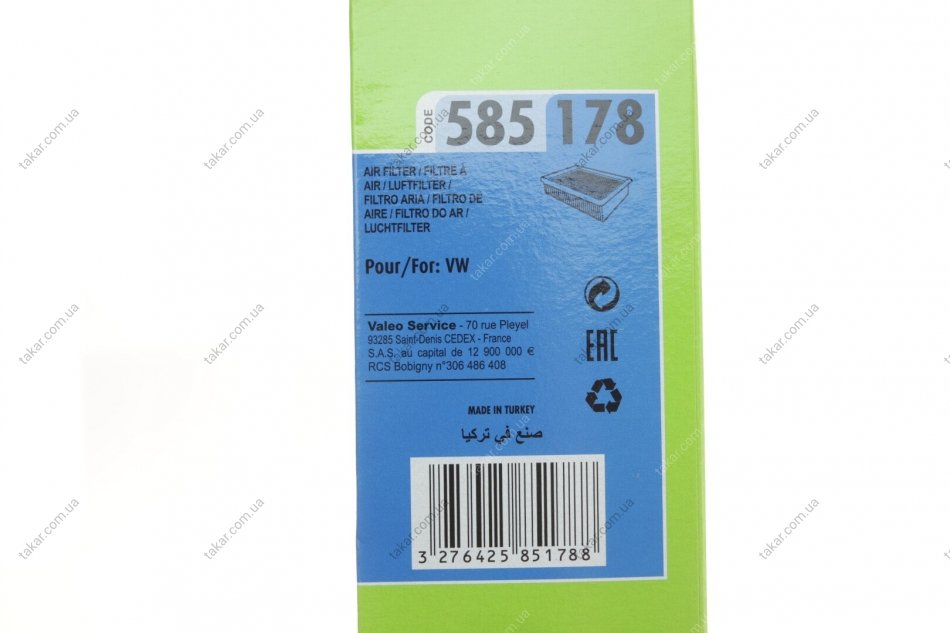 CODE 585 178
AIR FILTER / FILTRE À
AIR / LUFTFILTER /
FILTRO ARIA / FILTRO DE
AIRE / FILTRO DO AR /
LUCHTFILTER
Pour/For: VW
Valeo Service - 70 rue Pleyel
93285 Saint-Denis CEDEX - France
S.A.S. au capital de 12 900 000 €
RCS Bobigny n°306 486 408
EAC
MADE IN TURKEY
صنع في تركيا
3 276425 851788
takar.com.ua